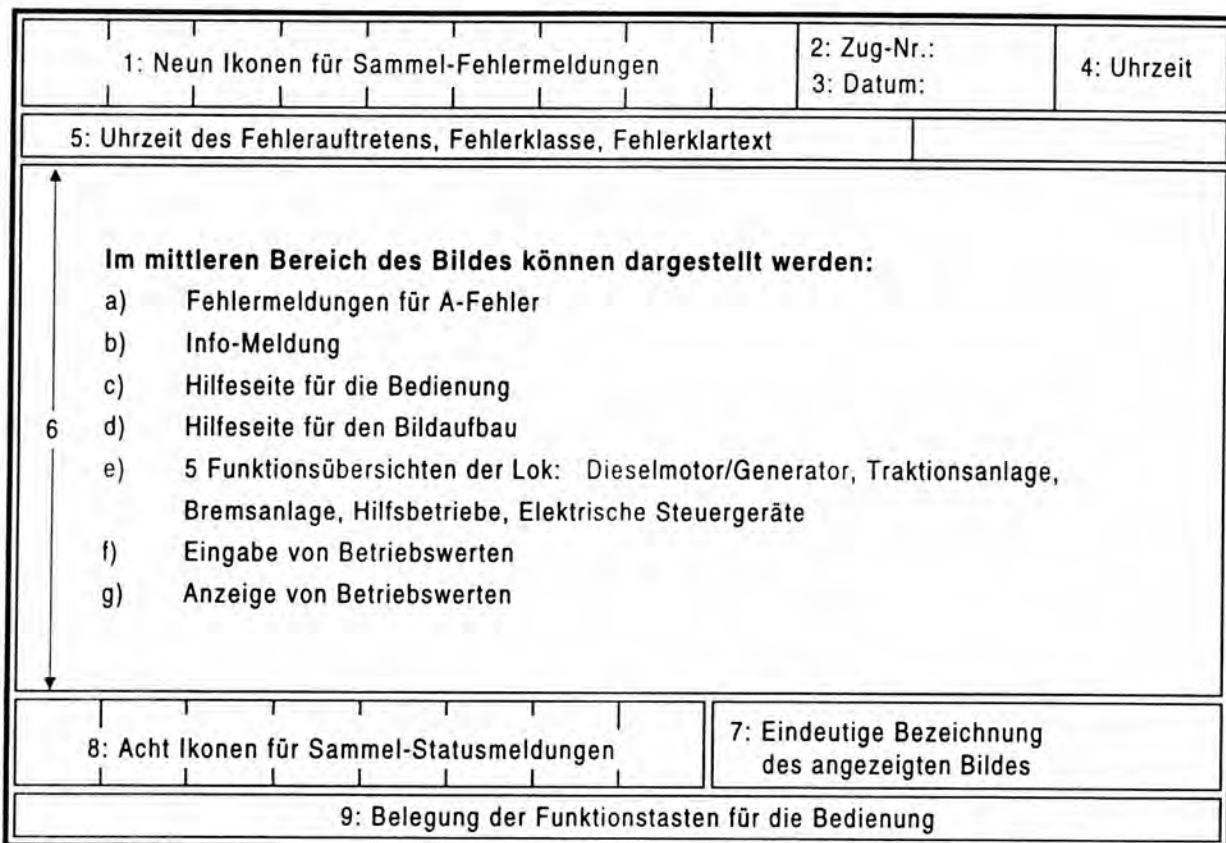 1: Neun Ikonen für Sammel-Fehlermeldungen
2: Zug-Nr.:
3: Datum:
4: Uhrzeit
5: Uhrzeit des Fehlerauftretens, Fehlerklasse, Fehlerklartext
Im mittleren Bereich des Bildes können dargestellt werden:
a) Fehlermeldungen für A-Fehler
b) Info-Meldung
c) Hilfeseite für die Bedienung
6
d) Hilfeseite für den Bildaufbau
e) 5 Funktionsübersichten der Lok: Dieselmotor/Generator, Traktionsanlage,
Bremsanlage, Hilfsbetriebe, Elektrische Steuergeräte
f) Eingabe von Betriebswerten
g) Anzeige von Betriebswerten
8: Acht Ikonen für Sammel-Statusmeldungen
7: Eindeutige Bezeichnung
des angezeigten Bildes
9: Belegung der Funktionstasten für die Bedienung